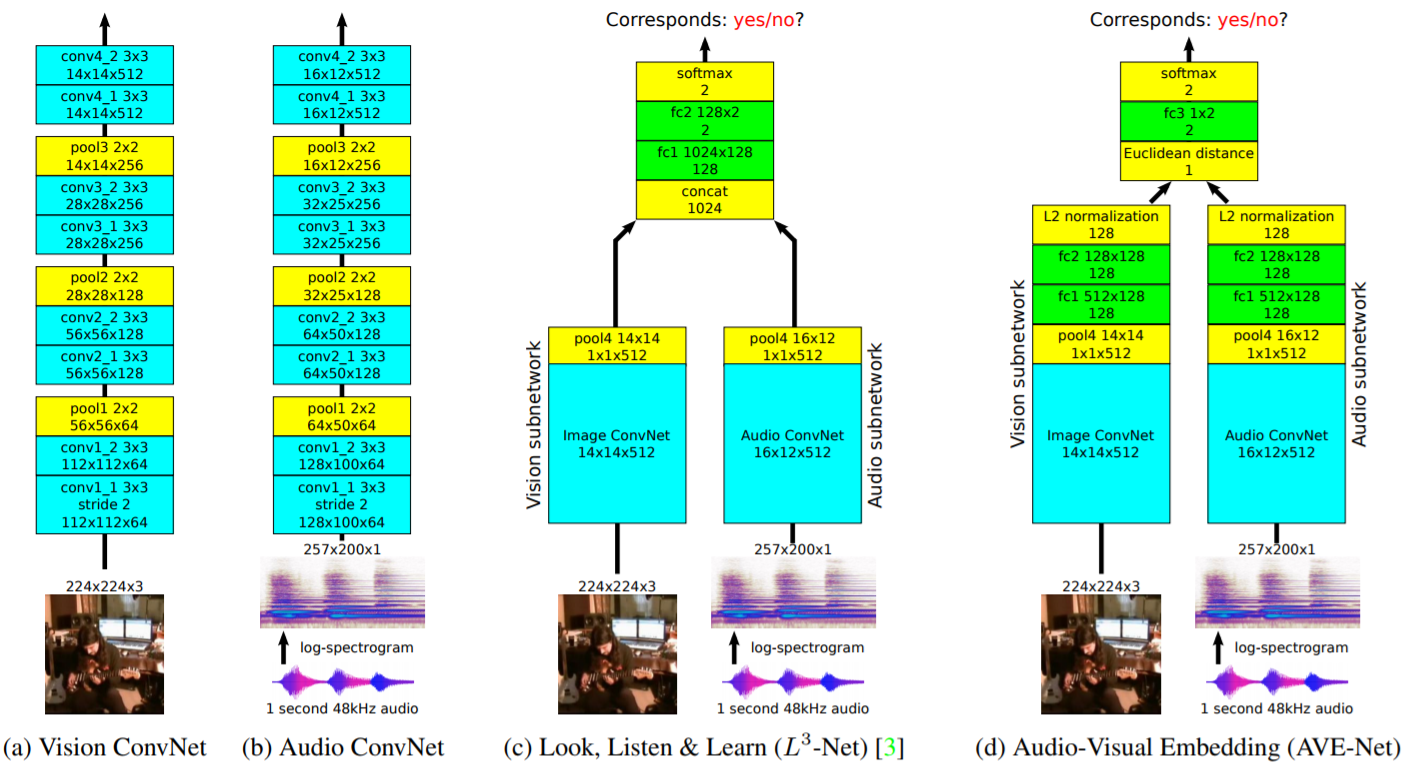 conv4_2 3x3
14x14x512
conv4_1 3x3
14x14x512
pool3 2x2
14x14x256
conv3_2 3x3
28x28x256
conv3_1 3x3
28x28x256
pool2 2x2
28x28x128
conv2_2 3x3
56x56x128
conv2_1 3x3
56x56x128
pool1 2x2
56x56x64
conv1_2 3x3
112x112x64
conv1_1 3x3
stride 2
112x112x64
224x224x3
(a) Vision ConvNet
conv4_2 3x3
16x12x512
conv4_1 3x3
16x12x512
pool3 2x2
16x12x256
conv3_2 3x3
32x25x256
conv3_1 3x3
32x25x256
pool2 2x2
32x25x128
conv2_2 3x3
64x50x128
conv2_1 3x3
64x50x128
pool1 2x2
64x50x64
conv1_2 3x3
128x100x64
conv1_1 3x3
stride 2
128x100x64
257x200x1
log-spectrogram
1 second 48kHz audio
(b) Audio ConvNet
Corresponds: yes/no?
softmax
2
fc2 128x2
2
fc1 1024x128
128
concat
1024
Vision subnetwork
pool4 14x14
1x1x512
Image ConvNet
14x14x512
224x224x3
pool4 16x12
1x1x512
Audio ConvNet
16x12x512
Audio subnetwork
257x200x1
log-spectrogram
1 second 48kHz audio
(c) Look, Listen & Learn (L³-Net) [3]
Corresponds: yes/no?
softmax
2
fc3 1x2
2
Euclidean distance
1
Vision subnetwork
L2 normalization
128
fc2 128x128
128
fc1 512x128
128
pool4 14x14
1x1x512
Image ConvNet
14x14x512
224x224x3
L2 normalization
128
fc2 128x128
128
fc1 512x128
128
pool4 16x12
1x1x512
Audio ConvNet
16x12x512
Audio subnetwork
257x200x1
log-spectrogram
1 second 48kHz audio
(d) Audio-Visual Embedding (AVE-Net)